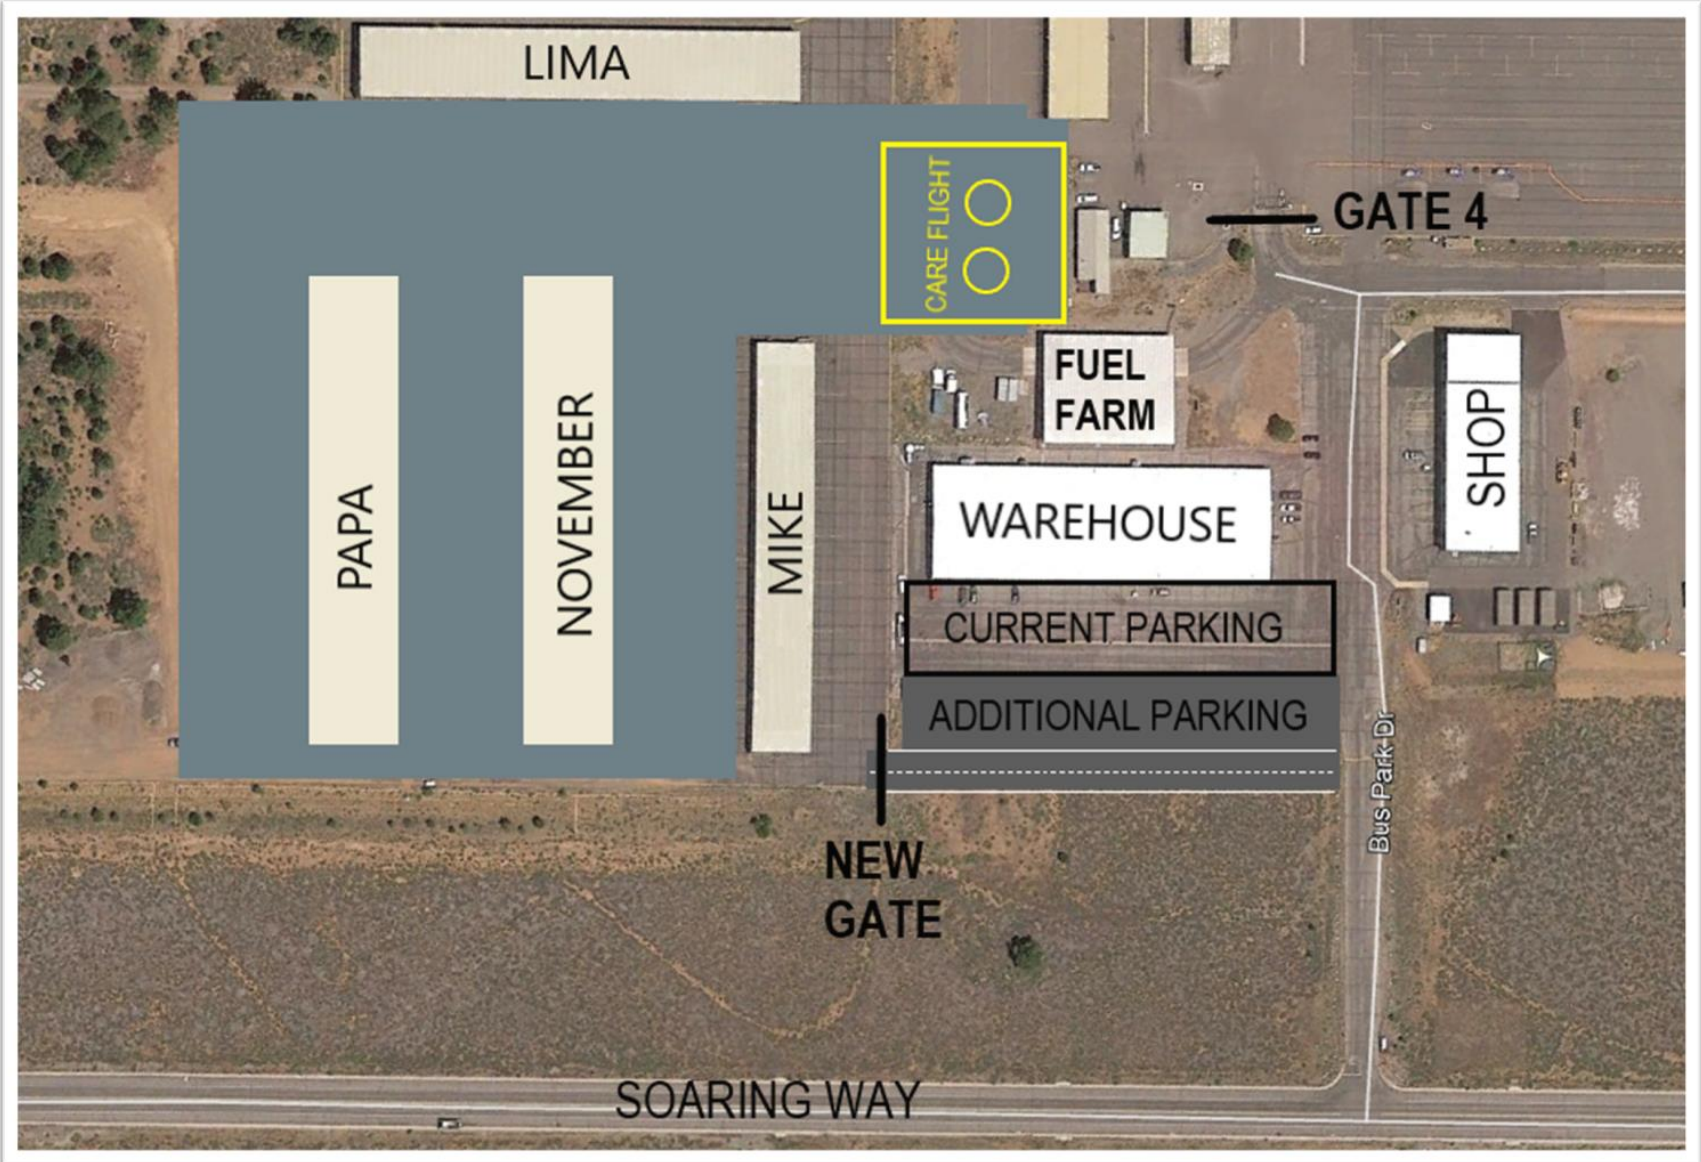 LIMA
CARE FLIGHT
GATE 4
FUEL
FARM
SHOP
PAPA
NOVEMBER
MIKE
WAREHOUSE
CURRENT PARKING
ADDITIONAL PARKING
Bus Park Dr
NEW
GATE
SOARING WAY